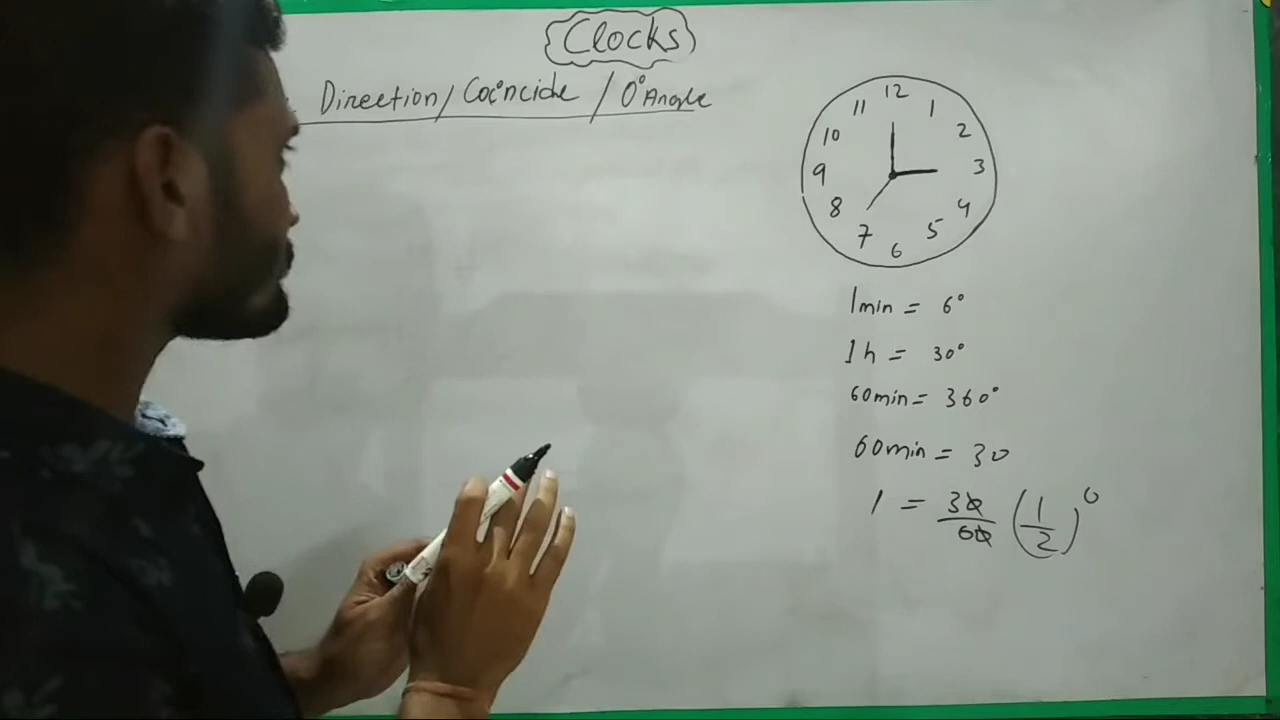 Clocks
Direction/Coincide / 0° Angle
12
11 1
10 2
9 3
8 4
7 5
6
1min = 6°
1h = 30°
60min = 360°
60min = 30
1 = 30/60 (1/2)°